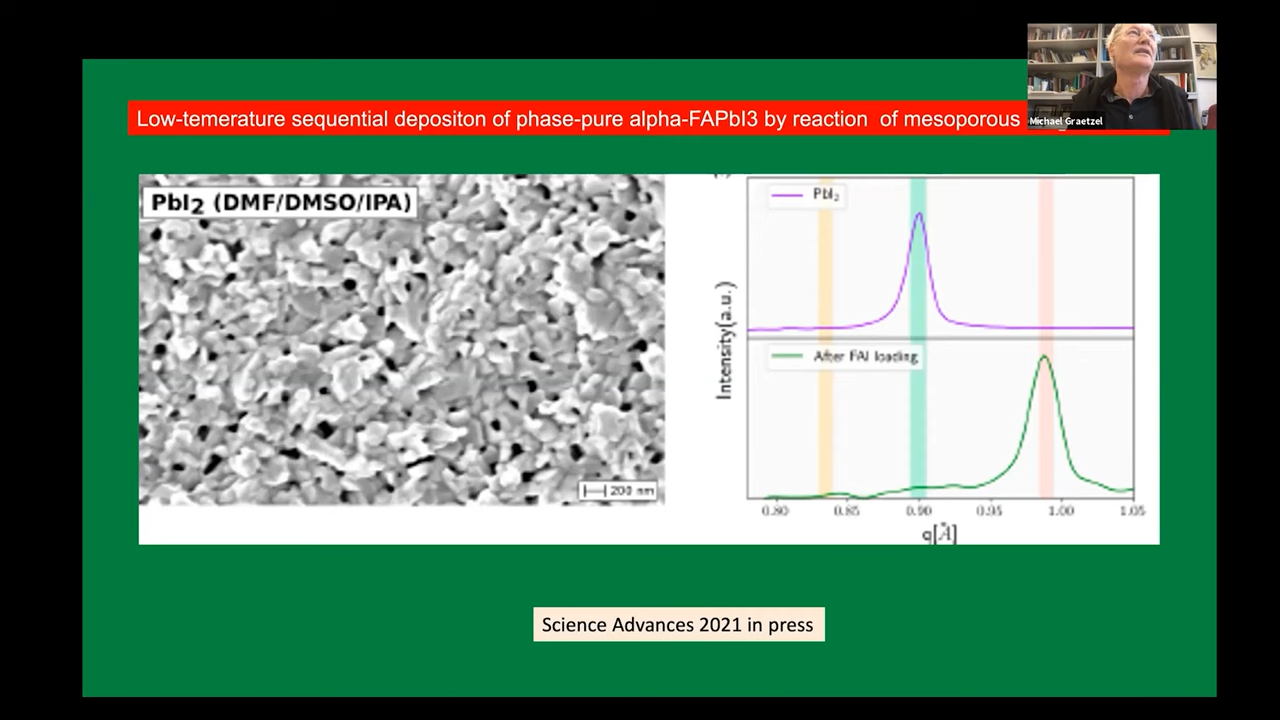 Low-temerature sequential depositon of phase-pure alpha-FAPbI3 by reaction of mesoporous
Michael Graetzel
PbI2 (DMF/DMSO/IPA)
200 nm
PbI2
After FAI loading
Intensity(a.u.)
0.80 0.85 0.90 0.95 1.00 1.05
q[Å]
Science Advances 2021 in press